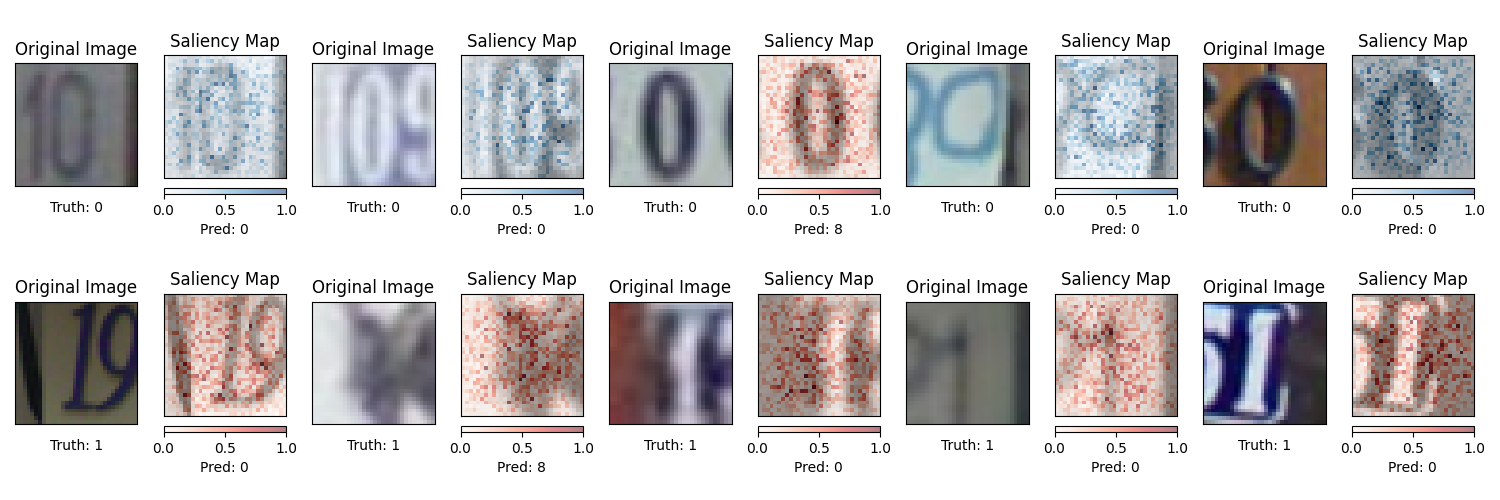 Original Image Saliency Map Original Image Saliency Map Original Image Saliency Map Original Image Saliency Map Original Image Saliency Map
10 09 0 9 0
0.0 0.5 1.0 0.0 0.5 1.0 0.0 0.5 1.0 0.0 0.5 1.0 0.0 0.5 1.0
Truth: 0 Truth: 0 Truth: 0 Truth: 0 Truth: 0
Pred: 0 Pred: 0 Pred: 8 Pred: 0 Pred: 0
Original Image Saliency Map Original Image Saliency Map Original Image Saliency Map Original Image Saliency Map Original Image Saliency Map
19 1
0.0 0.5 1.0 0.0 0.5 1.0 0.0 0.5 1.0 0.0 0.5 1.0 0.0 0.5 1.0
Truth: 1 Truth: 1 Truth: 1 Truth: 1 Truth: 1
Pred: 0 Pred: 8 Pred: 0 Pred: 0 Pred: 0